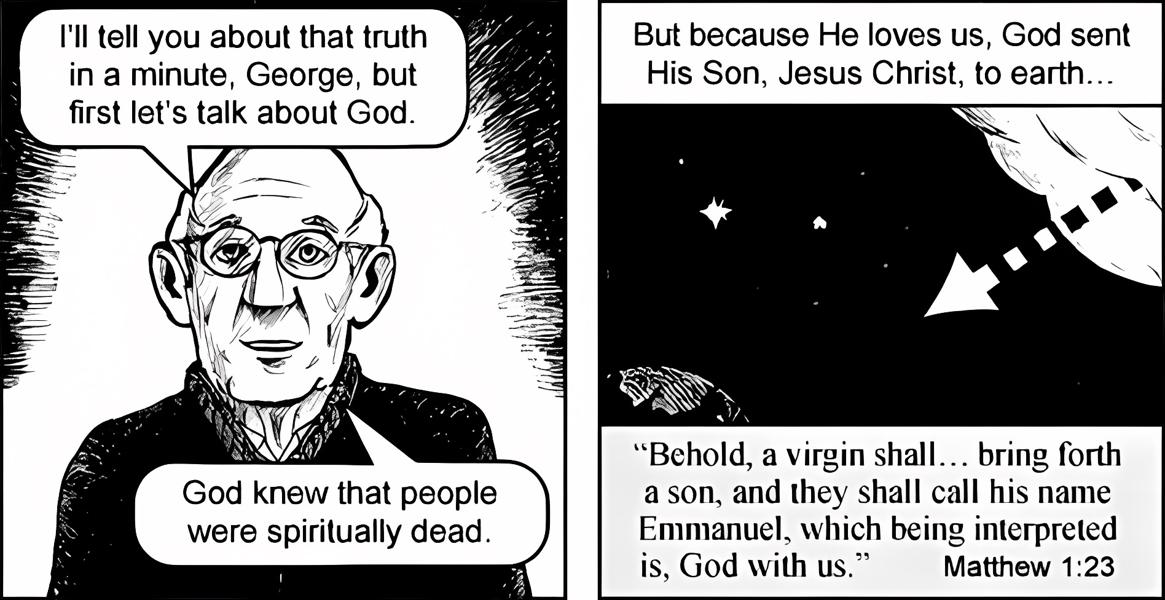 I'll tell you about that truth
in a minute, George, but
first let's talk about God.
God knew that people
were spiritually dead.
But because He loves us, God sent
His Son, Jesus Christ, to earth...
“Behold, a virgin shall... bring forth
a son, and they shall call his name
Emmanuel, which being interpreted
is, God with us.” Matthew 1:23